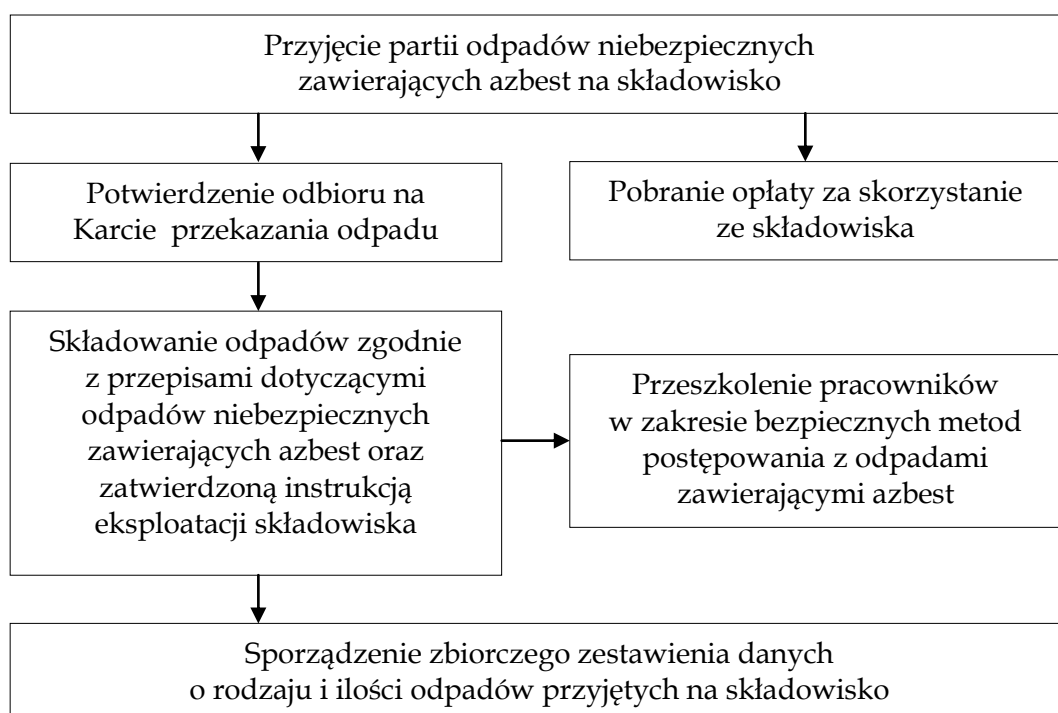 Przyjęcie partii odpadów niebezpiecznych
zawierających azbest na składowisko
Potwierdzenie odbioru na
Karcie przekazania odpadu
Pobranie opłaty za skorzystanie
ze składowiska
Składowanie odpadów zgodnie
z przepisami dotyczącymi
odpadów niebezpiecznych
zawierających azbest oraz
zatwierdzoną instrukcją
eksploatacji składowiska
Przeszkolenie pracowników
w zakresie bezpiecznych metod
postępowania z odpadami
zawierającymi azbest
Sporządzenie zbiorczego zestawienia danych
o rodzaju i ilości odpadów przyjętych na składowisko